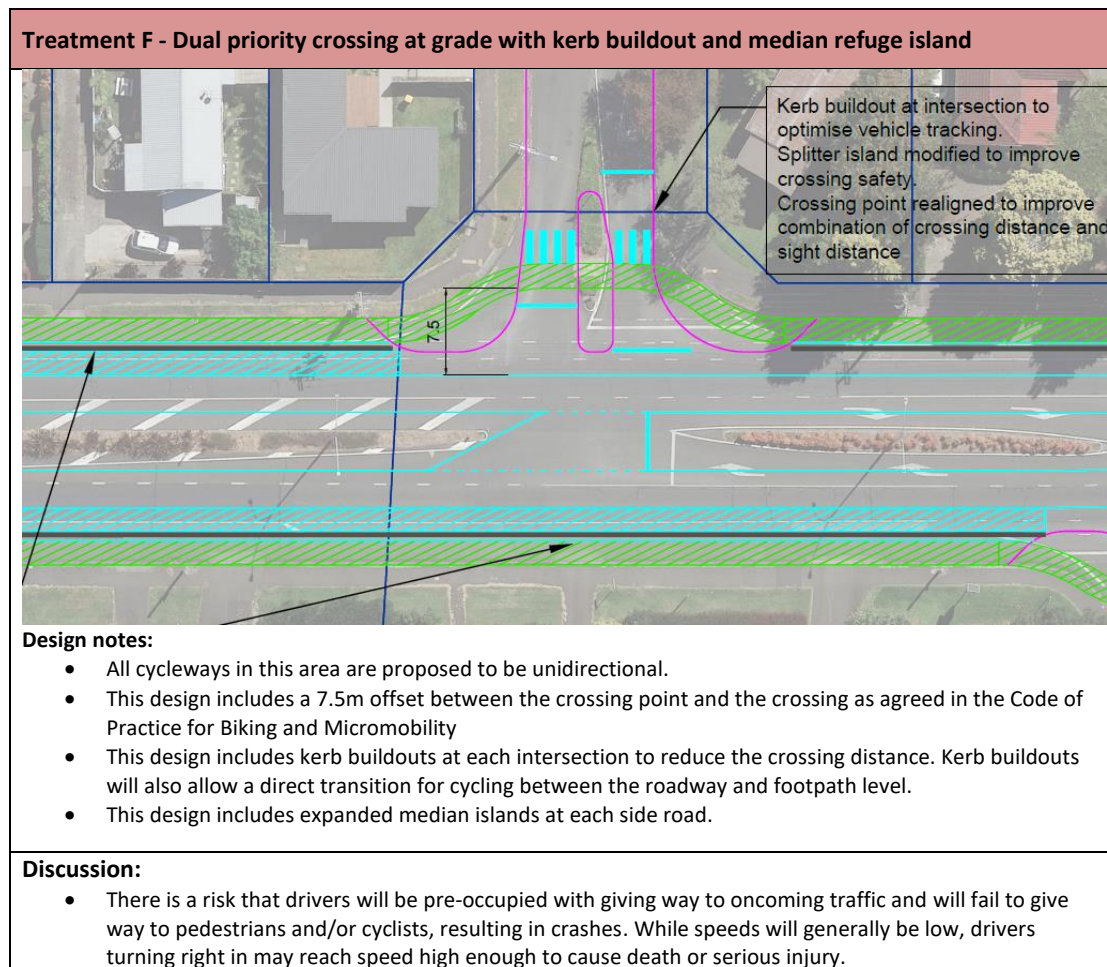 Treatment F - Dual priority crossing at grade with kerb buildout and median refuge island
Kerb buildout at intersection to
optimise vehicle tracking.
Splitter island modified to improve
crossing safety.
Crossing point realigned to improve
combination of crossing distance and
sight distance
7.5
Design notes:
• All cycleways in this area are proposed to be unidirectional.
• This design includes a 7.5m offset between the crossing point and the crossing as agreed in the Code of
Practice for Biking and Micromobility
• This design includes kerb buildouts at each intersection to reduce the crossing distance. Kerb buildouts
will also allow a direct transition for cycling between the roadway and footpath level.
• This design includes expanded median islands at each side road.
Discussion:
• There is a risk that drivers will be pre-occupied with giving way to oncoming traffic and will fail to give
way to pedestrians and/or cyclists, resulting in crashes. While speeds will generally be low, drivers
turning right in may reach speed high enough to cause death or serious injury.